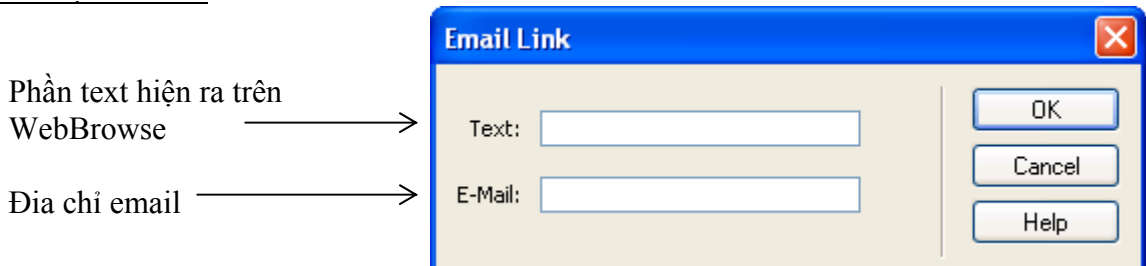 Email Link
Phần text hiện ra trên
WebBrowse
Text:
OK
Cancel
Đia chỉ email
E-Mail:
Help